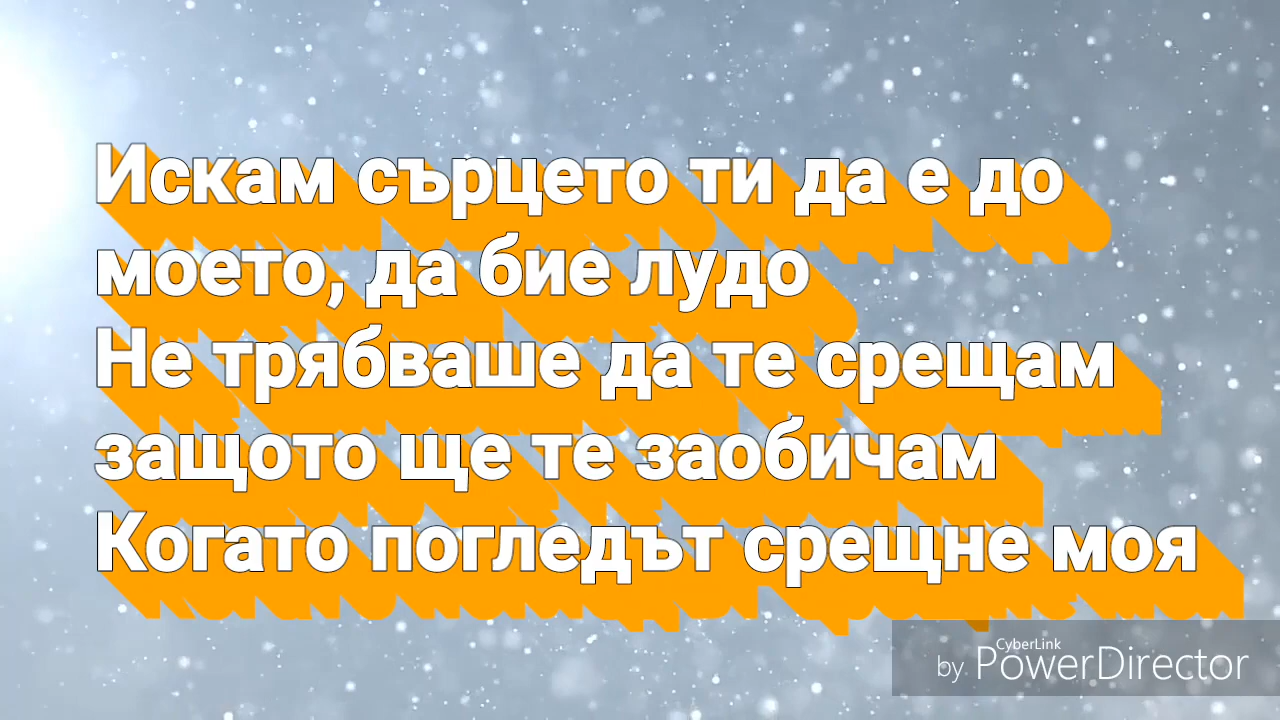 Искам сърцето ти да е до
моето, да бие лудо
Не трябваше да те срещам
защото ще те заобичам
Когато погледът срещне моя
CyberLink
by PowerDirector